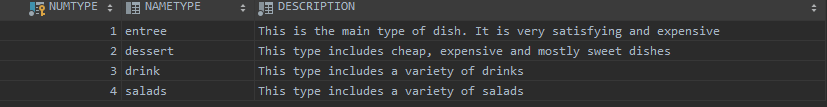 NUMTYPE NAMETYPE DESCRIPTION
1 entree This is the main type of dish. It is very satisfying and expensive
2 dessert This type includes cheap, expensive and mostly sweet dishes
3 drink This type includes a variety of drinks
4 salads This type includes a variety of salads